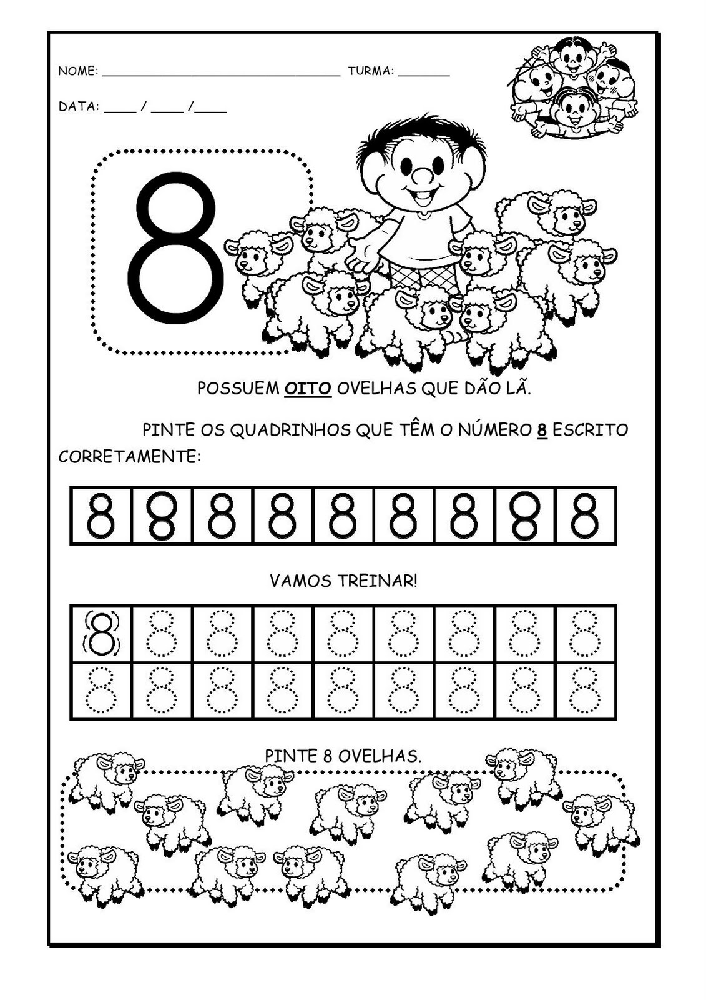 NOME: ________________________________ TURMA: _______
DATA: ____ / ____ /____
8
POSSUEM OITO OVELHAS QUE DÃO LÃ.
PINTE OS QUADRINHOS QUE TÊM O NÚMERO 8 ESCRITO
CORRETAMENTE:
8 8 8 8 8 8 8 8 8
VAMOS TREINAR!
8 8 8 8 8 8 8 8 8
8 8 8 8 8 8 8 8 8
PINTE 8 OVELHAS.